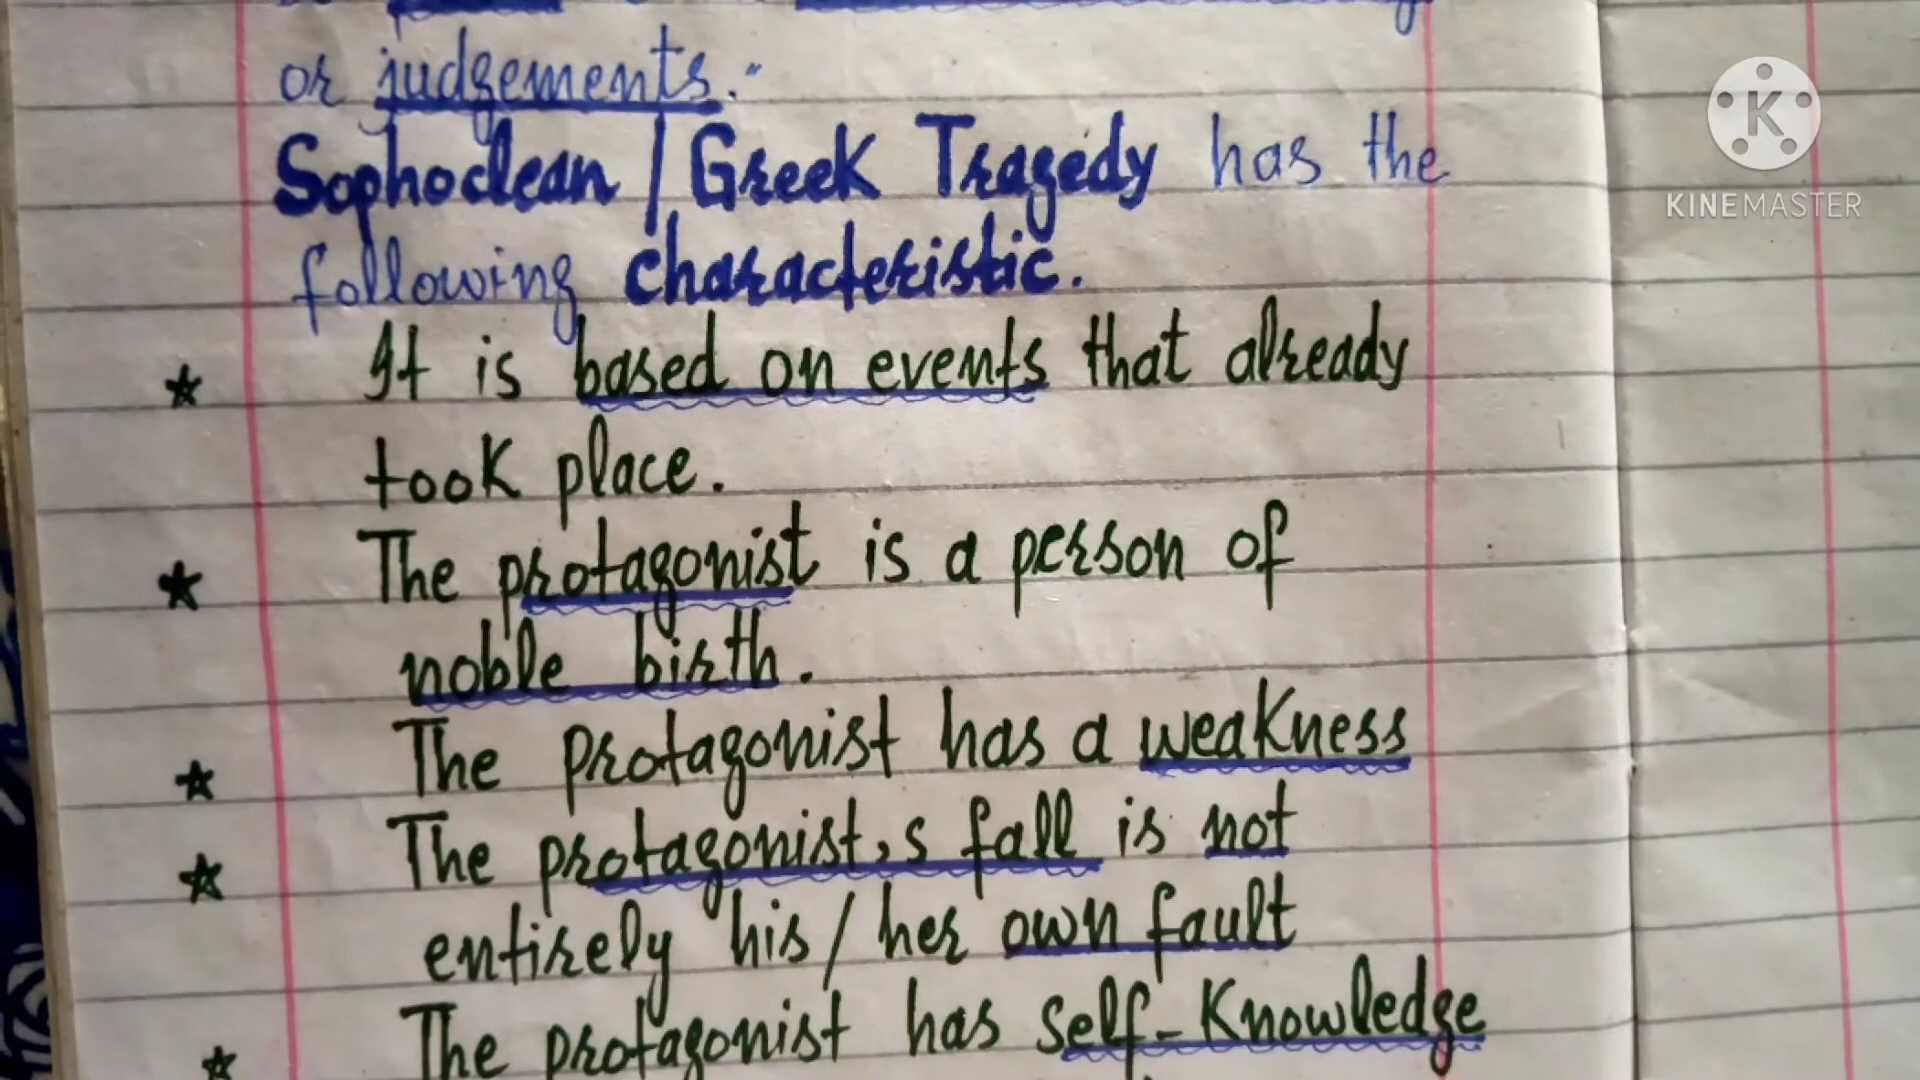 or judgements."
Sophoclean / Greek Tragedy has the
following characteristic.
★ It is based on events that already
took place.
★ The protagonist is a person of
noble birth.
★ The protagonist has a weakness
★ The protagonist,s fall is not
entirely his / her own fault
★ The protagonist has self-Knowledge
K
KINEMASTER